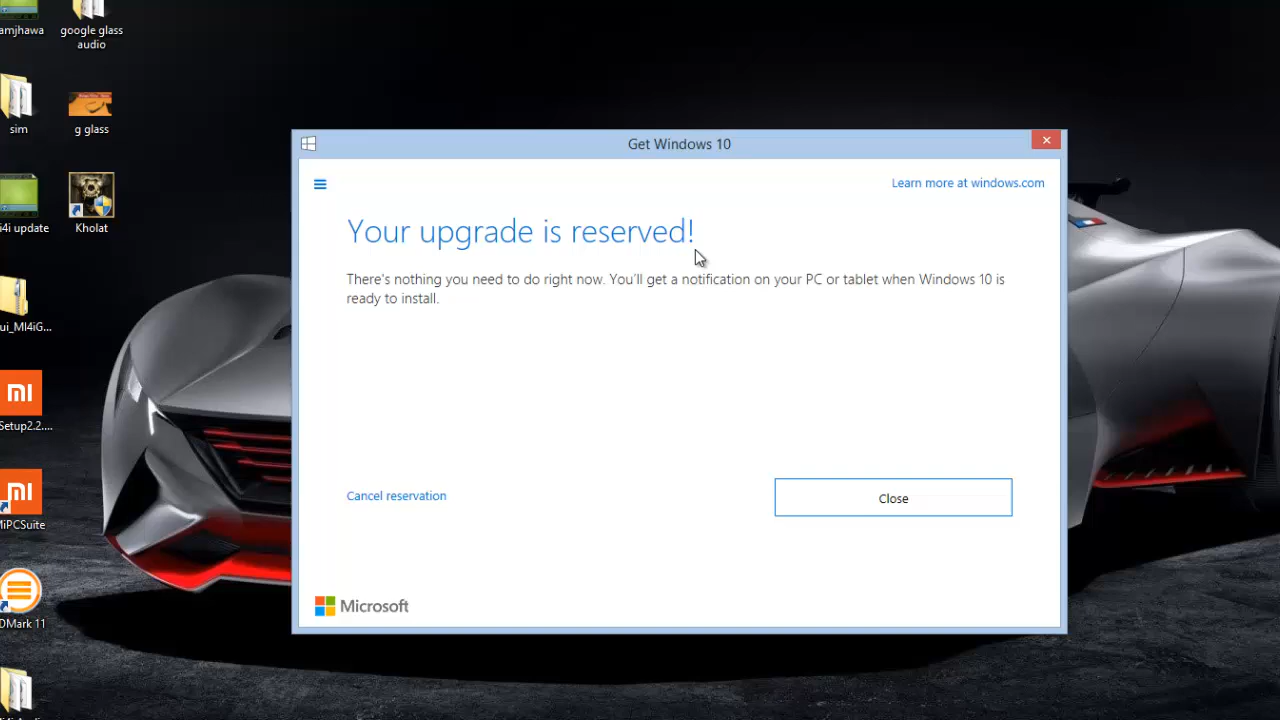 amjhawa
google glass
audio
sim
g glass
i4i update
Kholat
ui_MI4iG...
Setup2.2....
MiPCSuite
DMark 11
Get Windows 10
Learn more at windows.com
Your upgrade is reserved!
There's nothing you need to do right now. You'll get a notification on your PC or tablet when Windows 10 is
ready to install.
Cancel reservation
Close
Microsoft